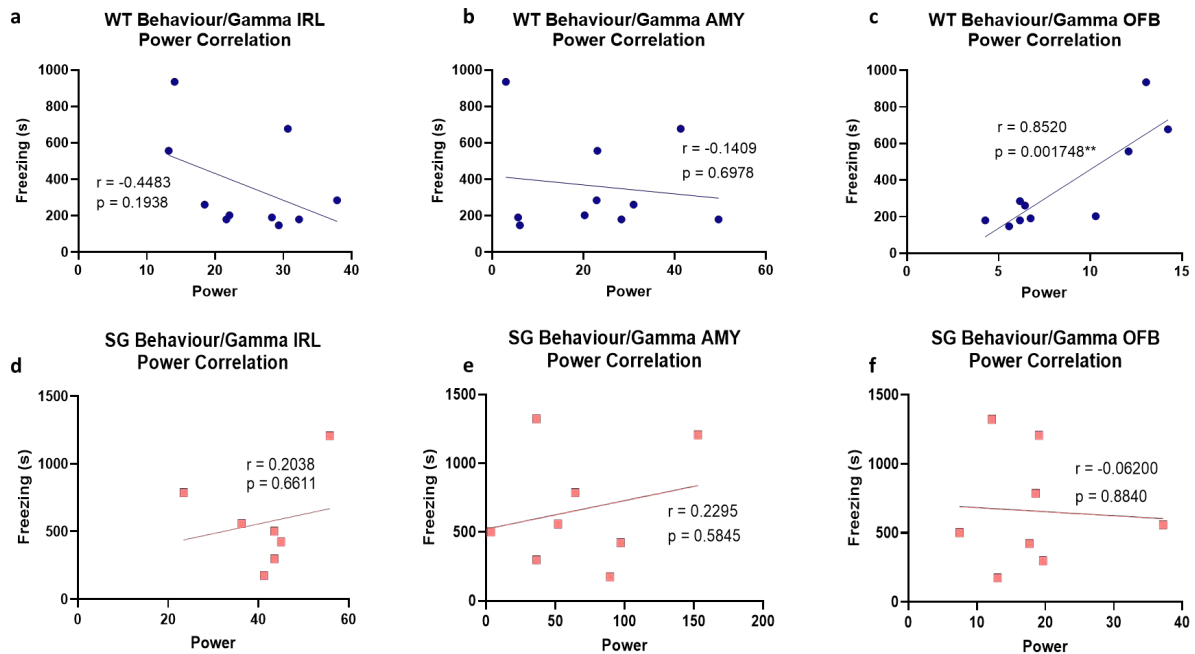 a
WT Behaviour/Gamma IRL
Power Correlation
1000
800
600
400
200
0
Freezing (s)
r = -0.4483
p = 0.1938
0
10
20
30
40
Power
b
WT Behaviour/Gamma AMY
Power Correlation
1000
800
600
400
200
0
Freezing (s)
r = -0.1409
p = 0.6978
0
20
40
60
Power
c
WT Behaviour/Gamma OFB
Power Correlation
1000
800
600
400
200
0
Freezing (s)
r = 0.8520
p = 0.001748**
0
5
10
15
Power
d
SG Behaviour/Gamma IRL
Power Correlation
1500
1000
500
0
Freezing (s)
r = 0.2038
p = 0.6611
0
20
40
60
Power
e
SG Behaviour/Gamma AMY
Power Correlation
1500
1000
500
0
Freezing (s)
r = 0.2295
p = 0.5845
0
50
100
150
200
Power
f
SG Behaviour/Gamma OFB
Power Correlation
1500
1000
500
0
Freezing (s)
r = -0.06200
p = 0.8840
0
10
20
30
40
Power